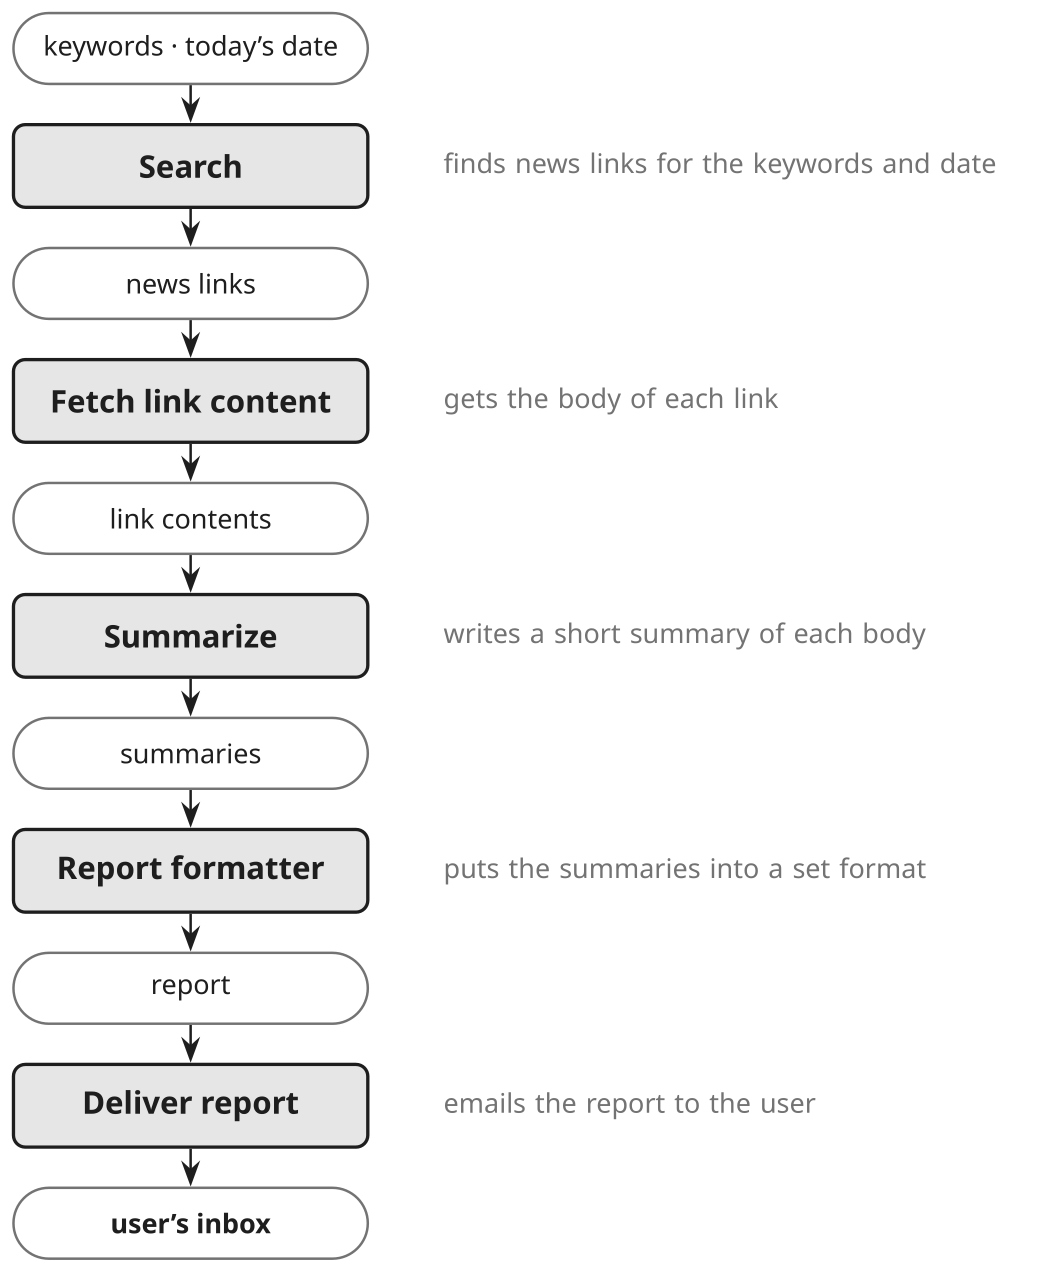 keywords · today’s date
Search
finds news links for the keywords and date
news links
Fetch link content
gets the body of each link
link contents
Summarize
writes a short summary of each body
summaries
Report formatter
puts the summaries into a set format
report
Deliver report
emails the report to the user
user’s inbox